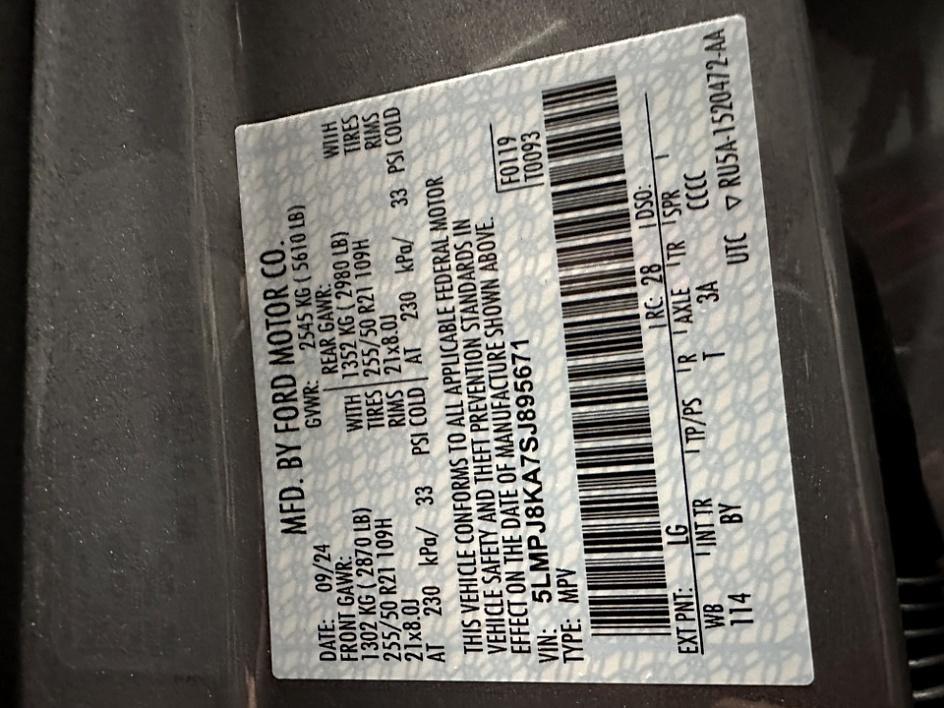 MFD. BY FORD MOTOR CO.
DATE: 09/24 GVWR: 2545 KG ( 5610 LB)
FRONT GAWR: REAR GAWR:
1302 KG ( 2870 LB) WITH 1352 KG ( 2980 LB) WITH
255/50 R21 109H TIRES 255/50 R21 109H TIRES
21x8.0J RIMS 21x8.0J RIMS
AT 230 kPa/ 33 PSI COLD AT 230 kPa/ 33 PSI COLD
THIS VEHICLE CONFORMS TO ALL APPLICABLE FEDERAL MOTOR
VEHICLE SAFETY AND THEFT PREVENTION STANDARDS IN
EFFECT ON THE DATE OF MANUFACTURE SHOWN ABOVE.
F0119
VIN: 5LMPJ8KA7SJ895671 T0093
TYPE: MPV
EXT PNT: LG RC: 28 DSO:
WB INT TR TP/PS R AXLE TR SPR
114 BY T 3A CCCC
UTC ▽ RU5A-1520472-AA